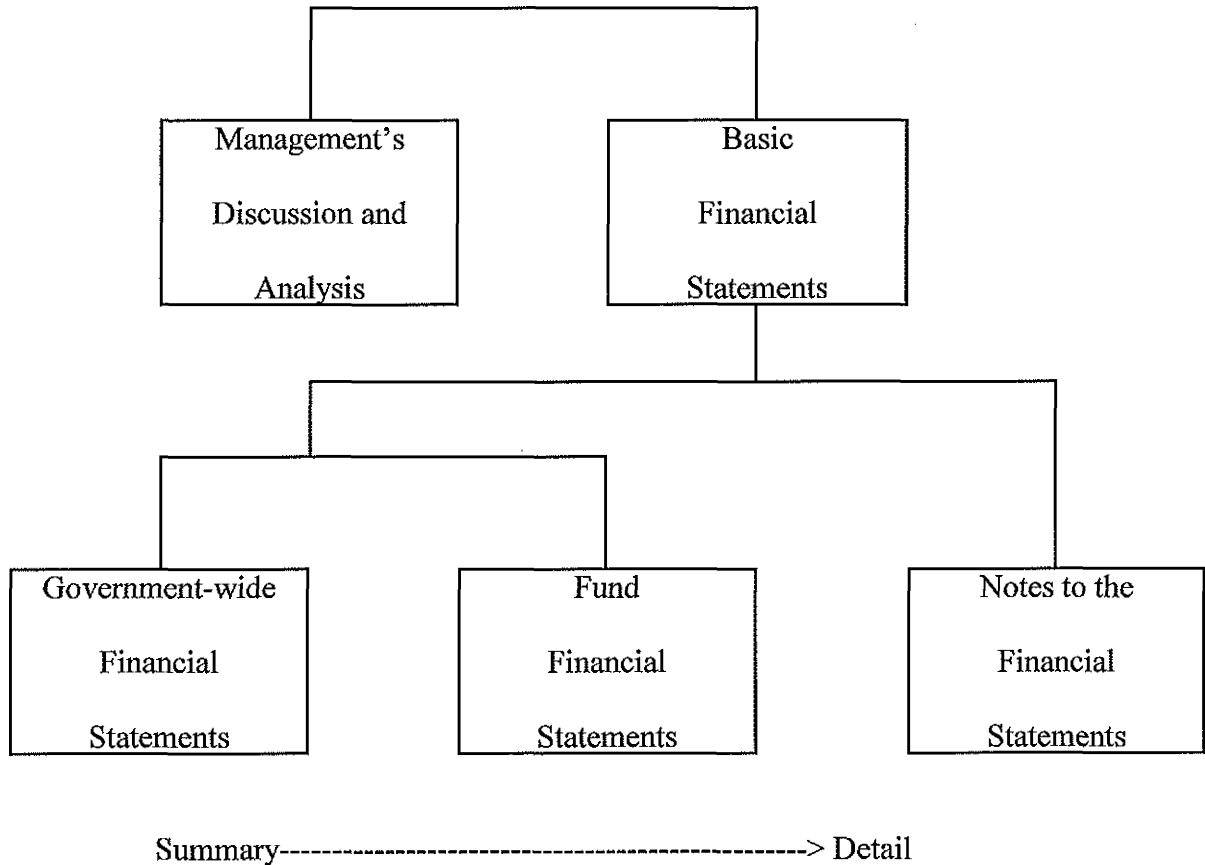 Management’s
Discussion and
Analysis
Basic
Financial
Statements
Government-wide
Financial
Statements
Fund
Financial
Statements
Notes to the
Financial
Statements
Summary--------------------------------------------------> Detail